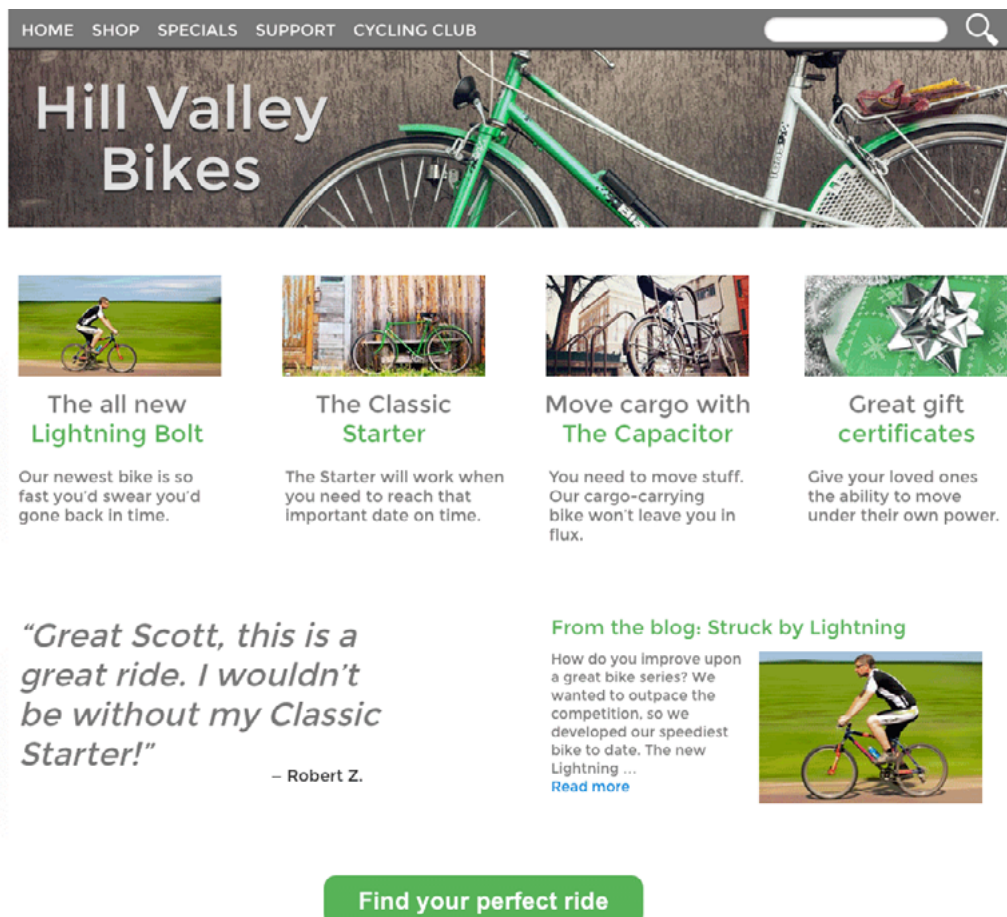 HOME SHOP SPECIALS SUPPORT CYCLING CLUB
Hill Valley
Bikes
The all new
Lightning Bolt
Our newest bike is so
fast you'd swear you'd
gone back in time.
The Classic
Starter
The Starter will work when
you need to reach that
important date on time.
Move cargo with
The Capacitor
You need to move stuff.
Our cargo-carrying
bike won't leave you in
flux.
Great gift
certificates
Give your loved ones
the ability to move
under their own power.
“Great Scott, this is a
great ride. I wouldn't
be without my Classic
Starter!”
– Robert Z.
From the blog: Struck by Lightning
How do you improve upon
a great bike series? We
wanted to outpace the
competition, so we
developed our speediest
bike to date. The new
Lightning ...
Read more
Find your perfect ride